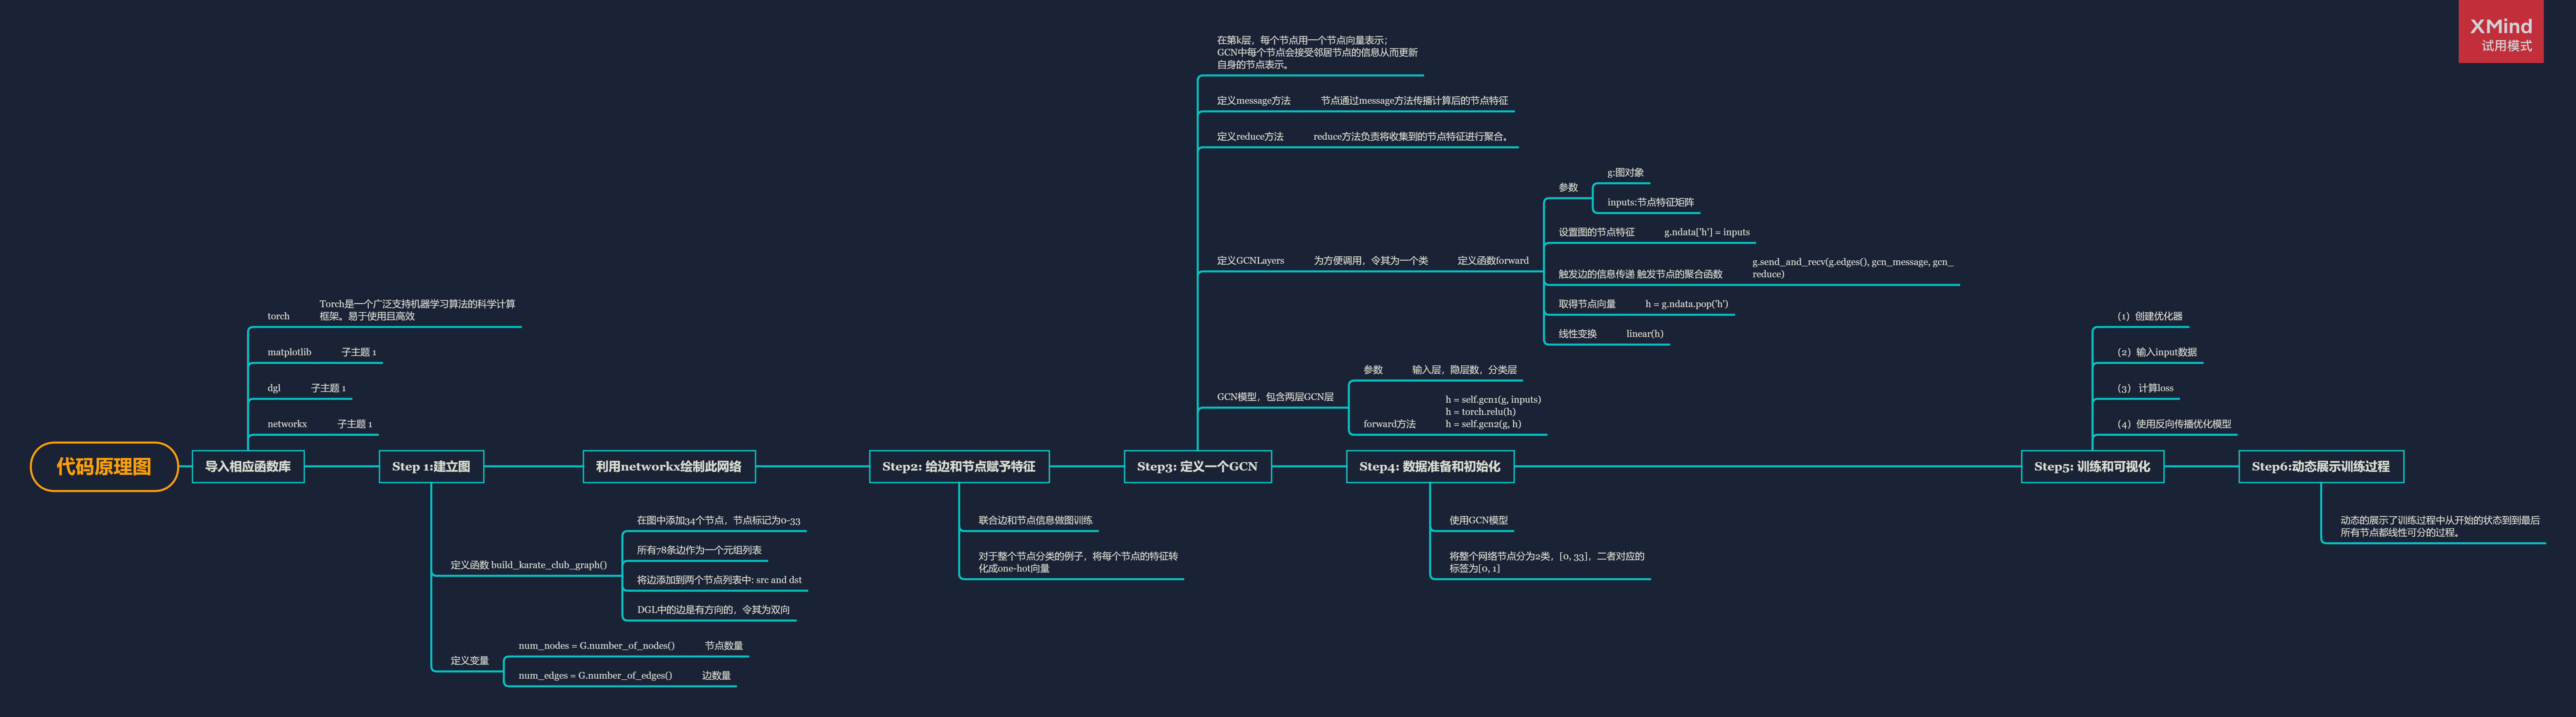 XMind
试用模式
代码原理图
导入相应函数库
torch
Torch是一个广泛支持机器学习算法的科学计算
框架。易于使用且高效
matplotlib
子主题 1
dgl
子主题 1
networkx
子主题 1
Step 1:建立图
定义函数 build_karate_club_graph()
在图中添加34个节点，节点标记为0-33
所有78条边作为一个元组列表
将边添加到两个节点列表中: src and dst
DGL中的边是有方向的，令其为双向
定义变量
num_nodes = G.number_of_nodes()
节点数量
num_edges = G.number_of_edges()
边数量
利用networkx绘制此网络
Step2: 给边和节点赋予特征
联合边和节点信息做图训练
对于整个节点分类的例子，将每个节点的特征转
化成one-hot向量
Step3: 定义一个GCN
在第k层，每个节点用一个节点向量表示；
GCN中每个节点会接受邻居节点的信息从而更新
自身的节点表示。
定义message方法
节点通过message方法传播计算后的节点特征
定义reduce方法
reduce方法负责将收集到的节点特征进行聚合。
定义GCNLayers
为方便调用，令其为一个类
定义函数forward
参数
g:图对象
inputs:节点特征矩阵
设置图的节点特征
g.ndata['h'] = inputs
触发边的信息传递 触发节点的聚合函数
g.send_and_recv(g.edges(), gcn_message, gcn_
reduce)
取得节点向量
h = g.ndata.pop('h')
线性变换
linear(h)
GCN模型，包含两层GCN层
参数
输入层，隐层数，分类层
forward方法
h = self.gcn1(g, inputs)
h = torch.relu(h)
h = self.gcn2(g, h)
Step4: 数据准备和初始化
使用GCN模型
将整个网络节点分为2类，[0, 33]，二者对应的
标签为[0, 1]
Step5: 训练和可视化
（1）创建优化器
（2）输入input数据
（3） 计算loss
（4）使用反向传播优化模型
Step6:动态展示训练过程
动态的展示了训练过程中从开始的状态到到最后
所有节点都线性可分的过程。